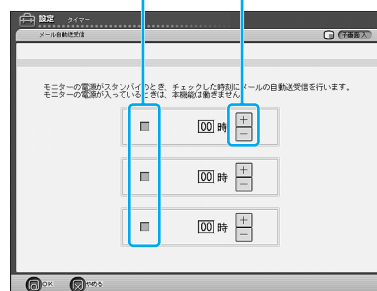 設定 タイマー
メール自動送受信 子画面入
モニターの電源がスタンバイのとき、チェックした時刻にメールの自動送受信を行います。
モニターの電源が入っているときは、本機能は働きません。
00 時 +
-
00 時 +
-
00 時 +
-
OK やめる